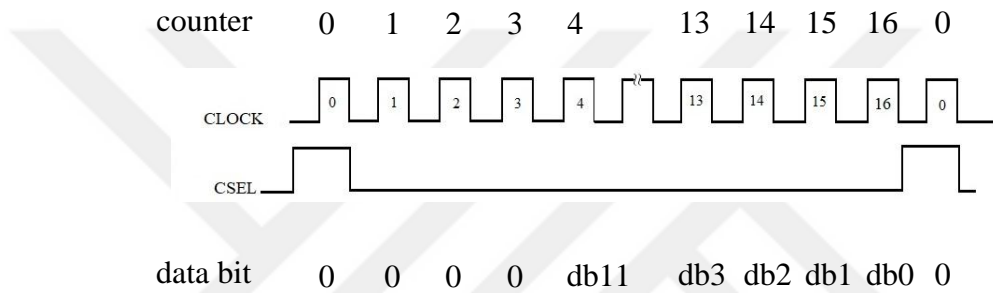 counter 0 1 2 3 4 13 14 15 16 0
CLOCK 0 1 2 3 4 13 14 15 16 0
CSEL
data bit 0 0 0 0 db11 db3 db2 db1 db0 0